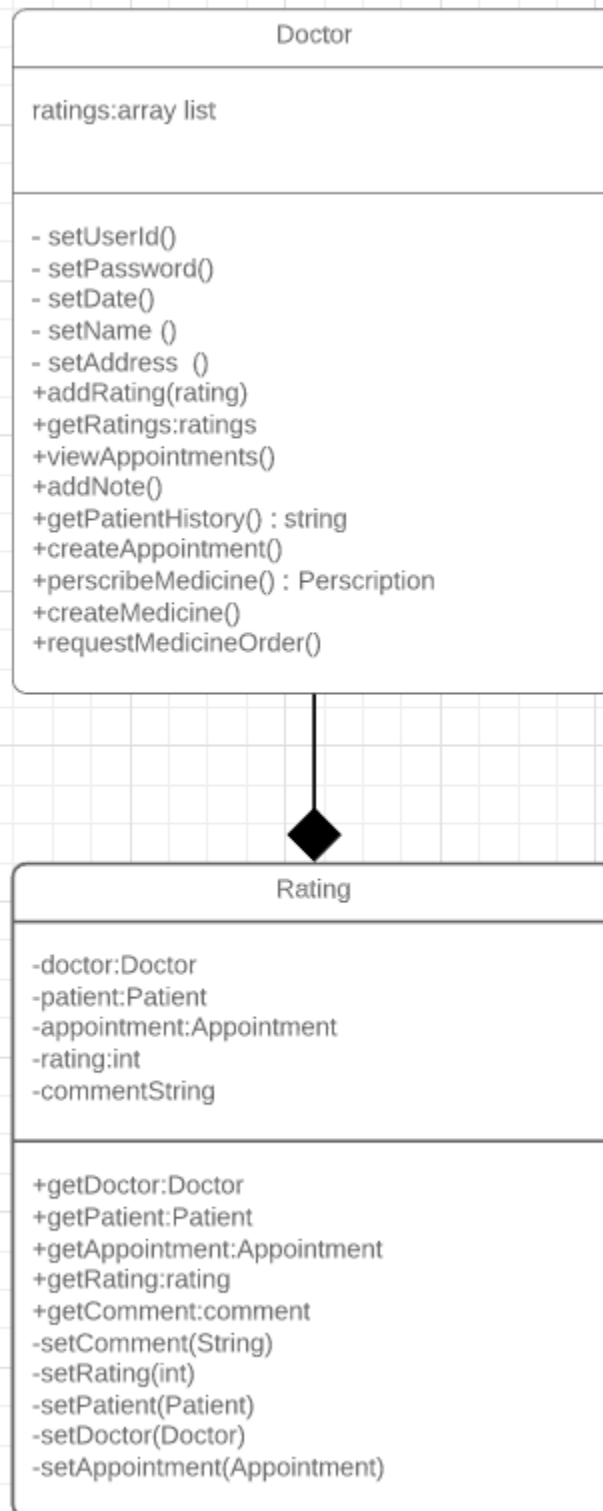 Doctor
ratings:array list
- setUserId()
- setPassword()
- setDate()
- setName ()
- setAddress  ()
+addRating(rating)
+getRatings:ratings
+viewAppointments()
+addNote()
+getPatientHistory() : string
+createAppointment()
+perscribeMedicine() : Perscription
+createMedicine()
+requestMedicineOrder()
Rating
-doctor:Doctor
-patient:Patient
-appointment:Appointment
-rating:int
-commentString
+getDoctor:Doctor
+getPatient:Patient
+getAppointment:Appointment
+getRating:rating
+getComment:comment
-setComment(String)
-setRating(int)
-setPatient(Patient)
-setDoctor(Doctor)
-setAppointment(Appointment)